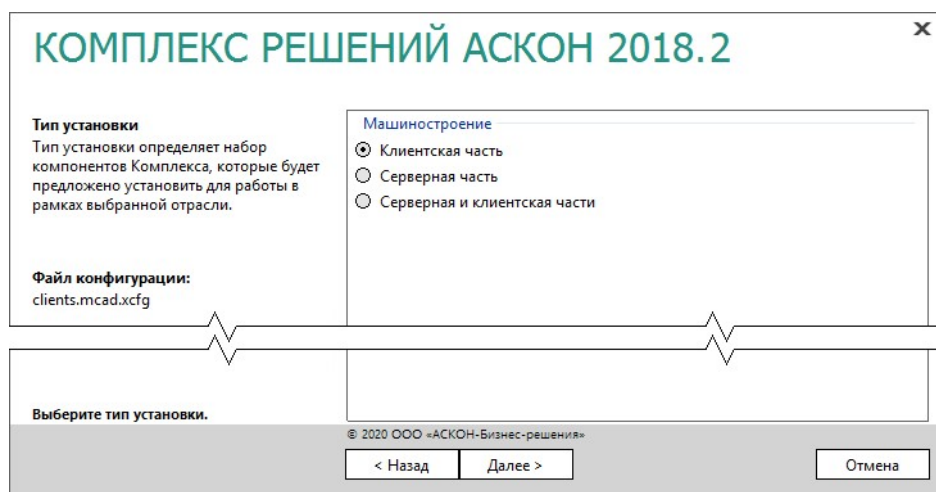 КОМПЛЕКС РЕШЕНИЙ АСКОН 2018.2
x
Тип установки
Тип установки определяет набор
компонентов Комплекса, которые будет
предложено установить для работы в
рамках выбранной отрасли.
Файл конфигурации:
clients.mcad.xcfg
Выберите тип установки.
Машиностроение
Клиентская часть
Серверная часть
Серверная и клиентская части
© 2020 ООО «АСКОН-Бизнес-решения»
< Назад
Далее >
Отмена